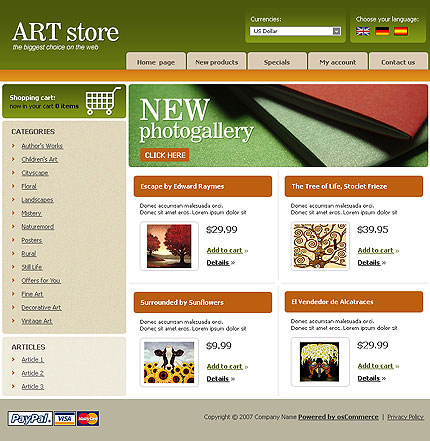 ART store
the biggest choice on the web
Currencies:
US Dollar
Choose your language:
Home page
New products
Specials
My account
Contact us
Shopping cart:
now in your cart 0 items
CATEGORIES
Author's Works
Children's Art
Cityscape
Floral
Landscapes
Mistery
Naturemord
Posters
Rural
Still Life
Offers for You
Fine Art
Decorative Art
Vintage Art
ARTICLES
Article 1
Article 2
Article 3
NEW
photogallery
CLICK HERE
Escape by Edward Raymes
Donec accumsan malesuada orci.
Donec sit amet eros. Lorem ipsum dolor sit
$29.99
Add to cart »
Details »
The Tree of Life, Stoclet Frieze
Donec accumsan malesuada orci.
Donec sit amet eros. Lorem ipsum dolor sit
$39.95
Add to cart »
Details »
Surrounded by Sunflowers
Donec accumsan malesuada orci.
Donec sit amet eros. Lorem ipsum dolor sit
$9.99
Add to cart »
Details »
El Vendedor de Alcatraces
Donec accumsan malesuada orci.
Donec sit amet eros. Lorem ipsum dolor sit
$29.99
Add to cart »
Details »
PayPal VISA MasterCard
Copyright © 2007 Company Name Powered by osCommerce | Privacy Policy